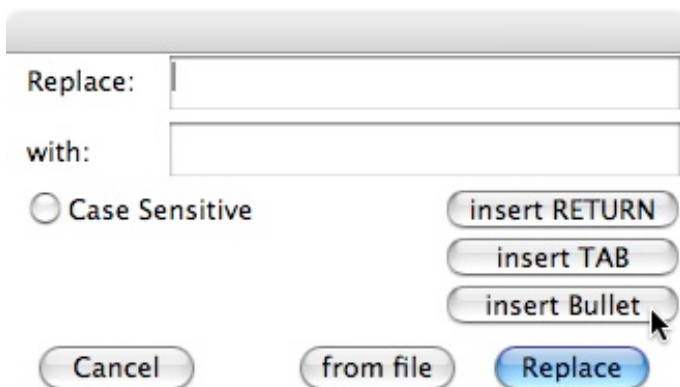 Replace:
with:
Case Sensitive
insert RETURN
insert TAB
insert Bullet
Cancel from file Replace